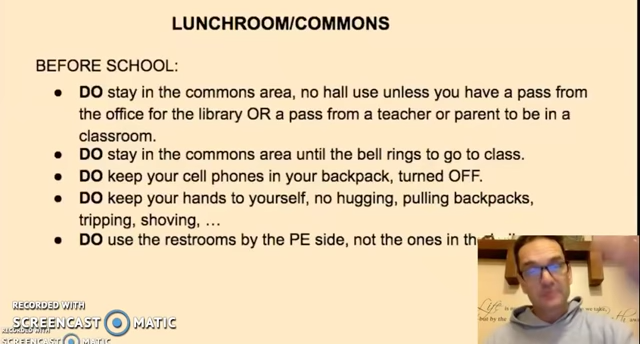 LUNCHROOM/COMMONS
BEFORE SCHOOL:
● DO stay in the commons area, no hall use unless you have a pass from
the office for the library OR a pass from a teacher or parent to be in a
classroom.
● DO stay in the commons area until the bell rings to go to class.
● DO keep your cell phones in your backpack, turned OFF.
● DO keep your hands to yourself, no hugging, pulling backpacks,
tripping, shoving, …
● DO use the restrooms by the PE side, not the ones in
RECORDED WITH
SCREENCAST MATIC
RECORDED WITH
SCREENCAST MATIC
Life